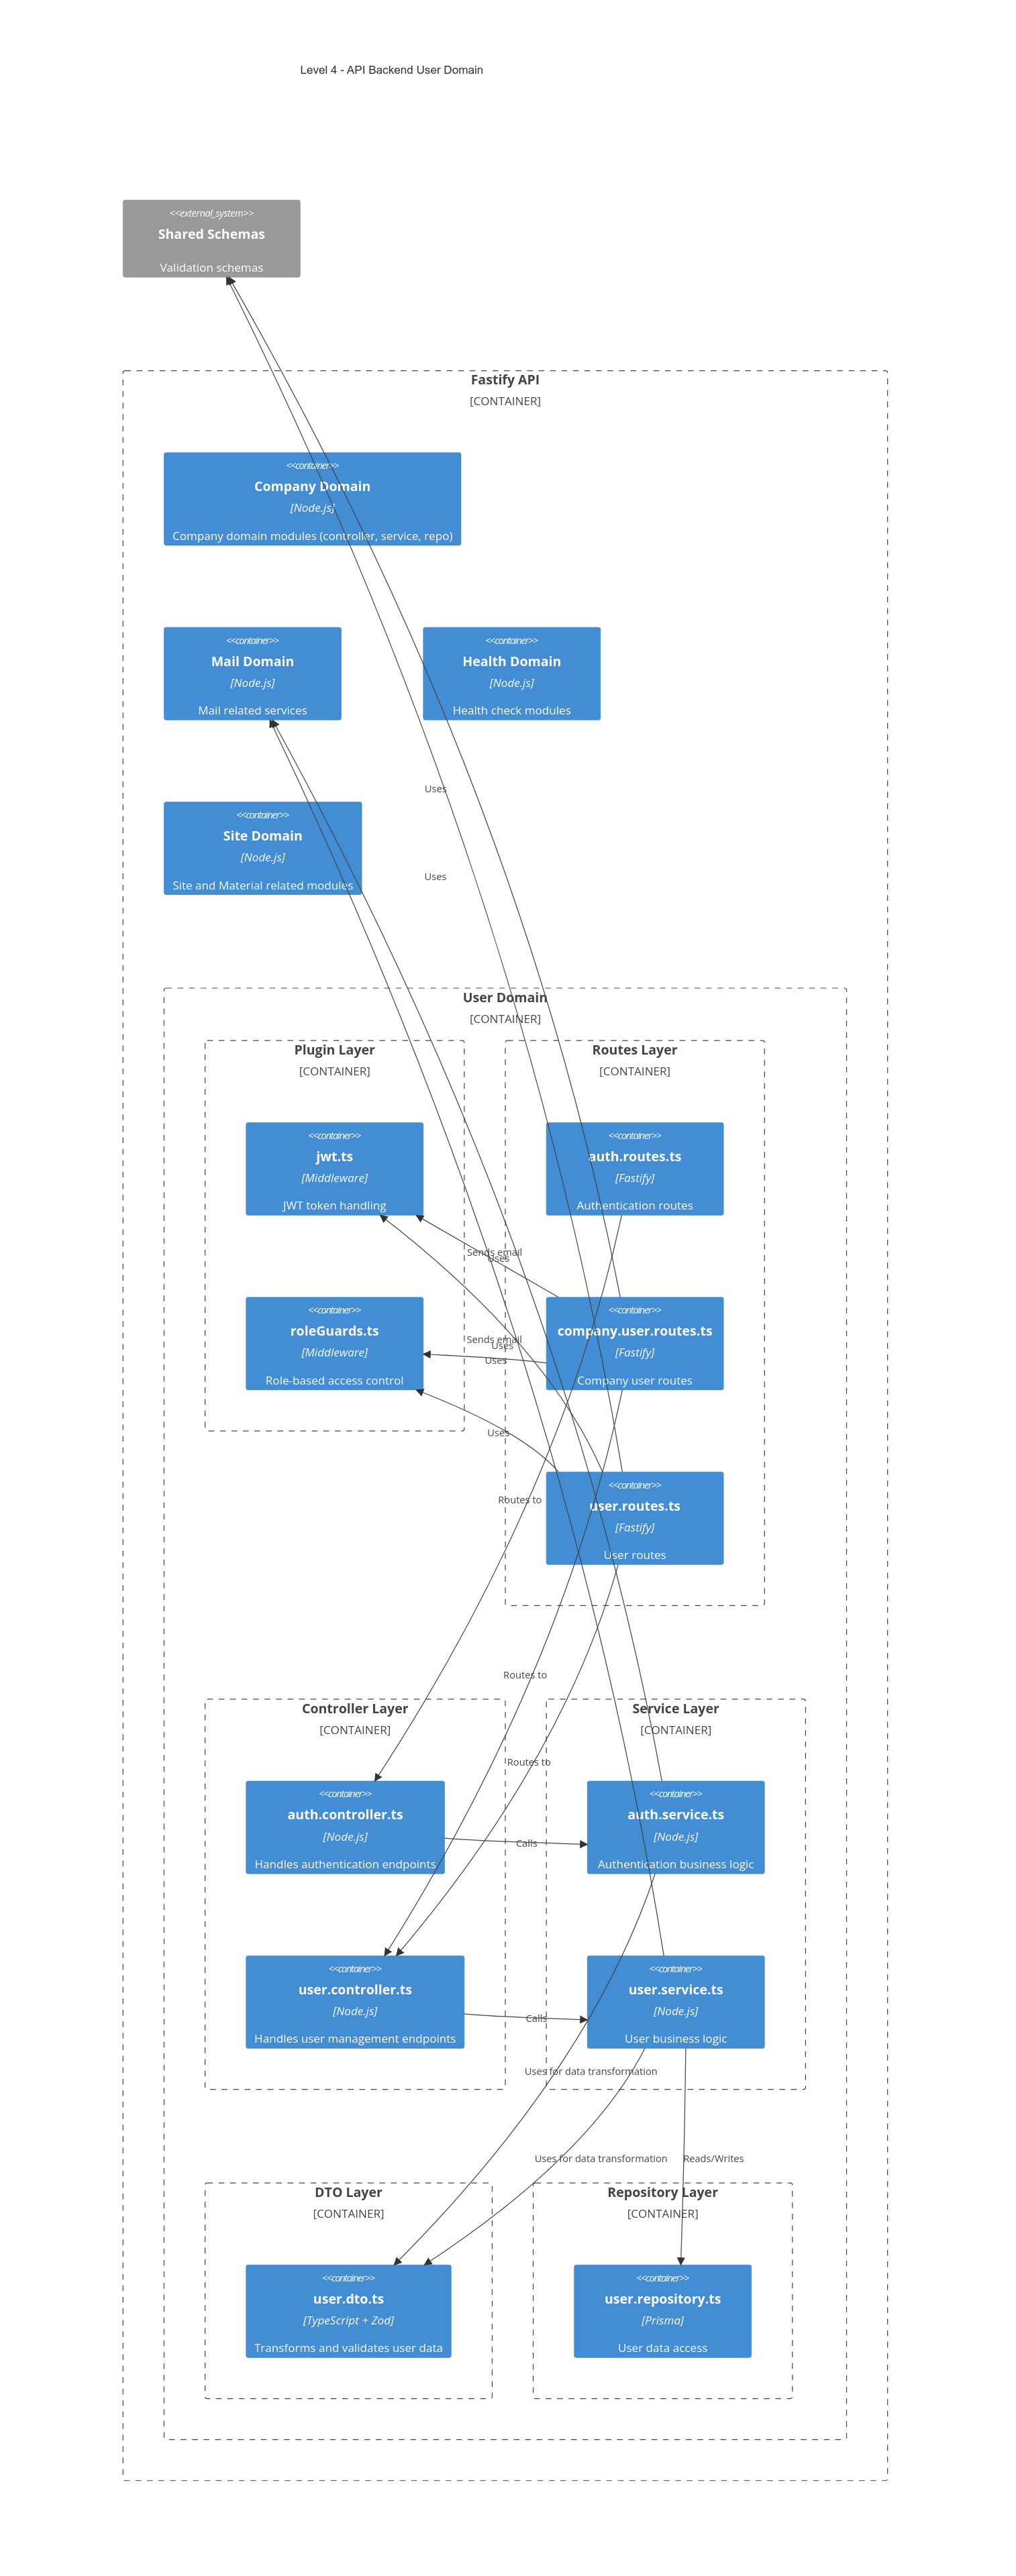 Level 4 - API Backend User Domain
<<external_system>>
Shared Schemas
Validation schemas
Fastify API
[CONTAINER]
<<container>>
Company Domain
[Node.js]
Company domain modules (controller, service, repo)
<<container>>
Mail Domain
[Node.js]
Mail related services
<<container>>
Health Domain
[Node.js]
Health check modules
Uses
<<container>>
Site Domain
[Node.js]
Site and Material related modules
Uses
User Domain
[CONTAINER]
Plugin Layer
[CONTAINER]
Routes Layer
[CONTAINER]
<<container>>
jwt.ts
[Middleware]
JWT token handling
<<container>>
auth.routes.ts
[Fastify]
Authentication routes
Sends email
Uses
<<container>>
roleGuards.ts
[Middleware]
Role-based access control
<<container>>
company.user.routes.ts
[Fastify]
Company user routes
Sends email
Uses
Uses
Uses
Routes to
<<container>>
user.routes.ts
[Fastify]
User routes
Routes to
Controller Layer
[CONTAINER]
Service Layer
[CONTAINER]
Routes to
<<container>>
auth.controller.ts
[Node.js]
Handles authentication endpoints
Calls
<<container>>
auth.service.ts
[Node.js]
Authentication business logic
<<container>>
user.controller.ts
[Node.js]
Handles user management endpoints
Calls
<<container>>
user.service.ts
[Node.js]
User business logic
Uses for data transformation
Uses for data transformation
Reads/Writes
DTO Layer
[CONTAINER]
Repository Layer
[CONTAINER]
<<container>>
user.dto.ts
[TypeScript + Zod]
Transforms and validates user data
<<container>>
user.repository.ts
[Prisma]
User data access